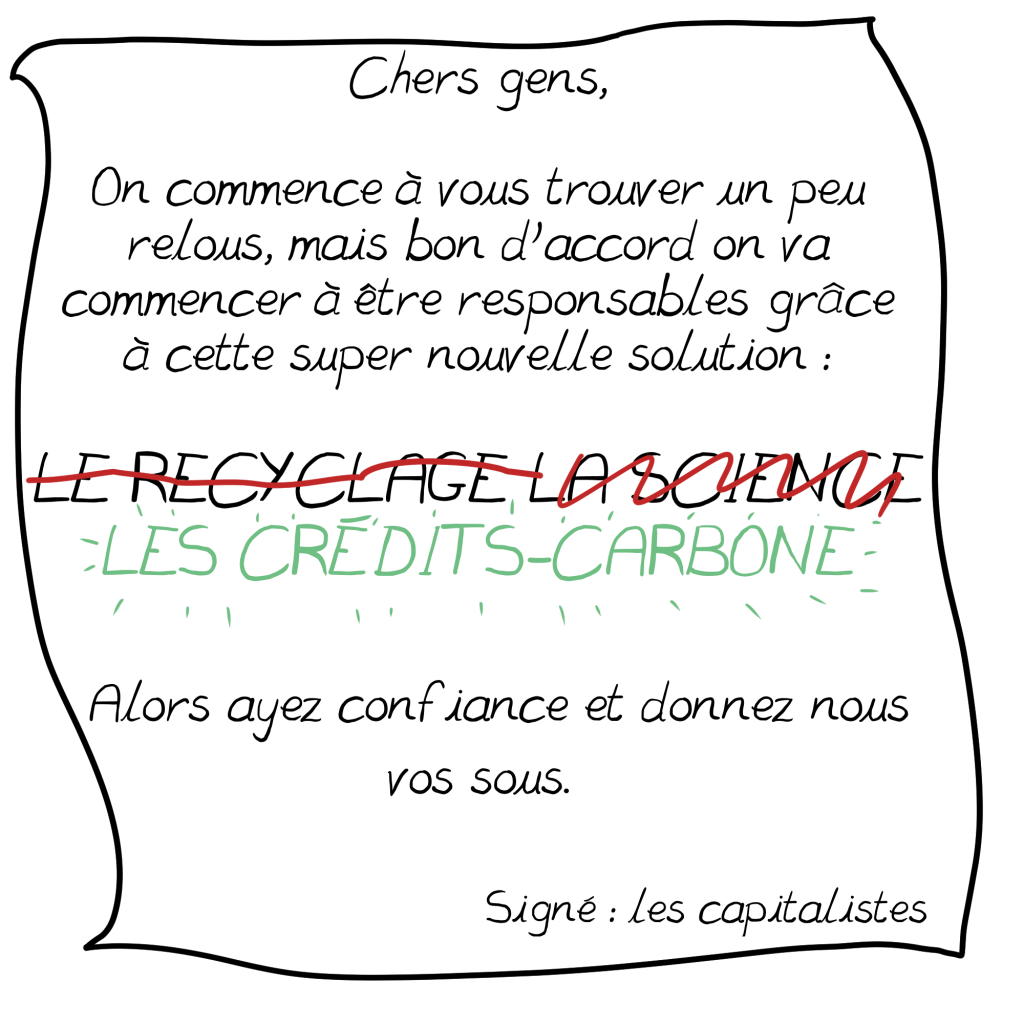 Chers gens,
On commence à vous trouver un peu
relous, mais bon d'accord on va
commencer à être responsables grâce
à cette super nouvelle solution :
LE RECYCLAGE LA SCIENCE
LES CRÉDITS-CARBONE
Alors ayez confiance et donnez nous
vos sous.
Signé : les capitalistes